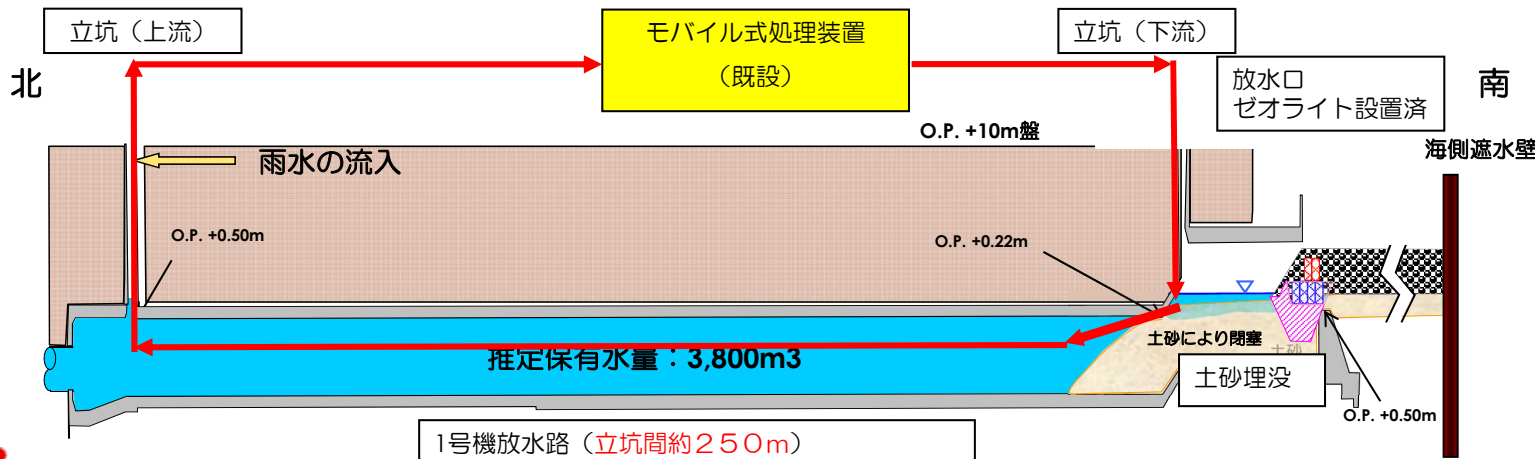 立坑（上流）
モバイル式処理装置
（既設）
立坑（下流）
北
放水口
ゼオライト設置済
南
O.P. +10m盤
海側遮水壁
雨水の流入
O.P. +0.50m
O.P. +0.22m
土砂により閉塞
推定保有水量：3,800m3
土砂
土砂埋没
O.P. +0.50m
1号機放水路（立坑間約２５０ｍ）